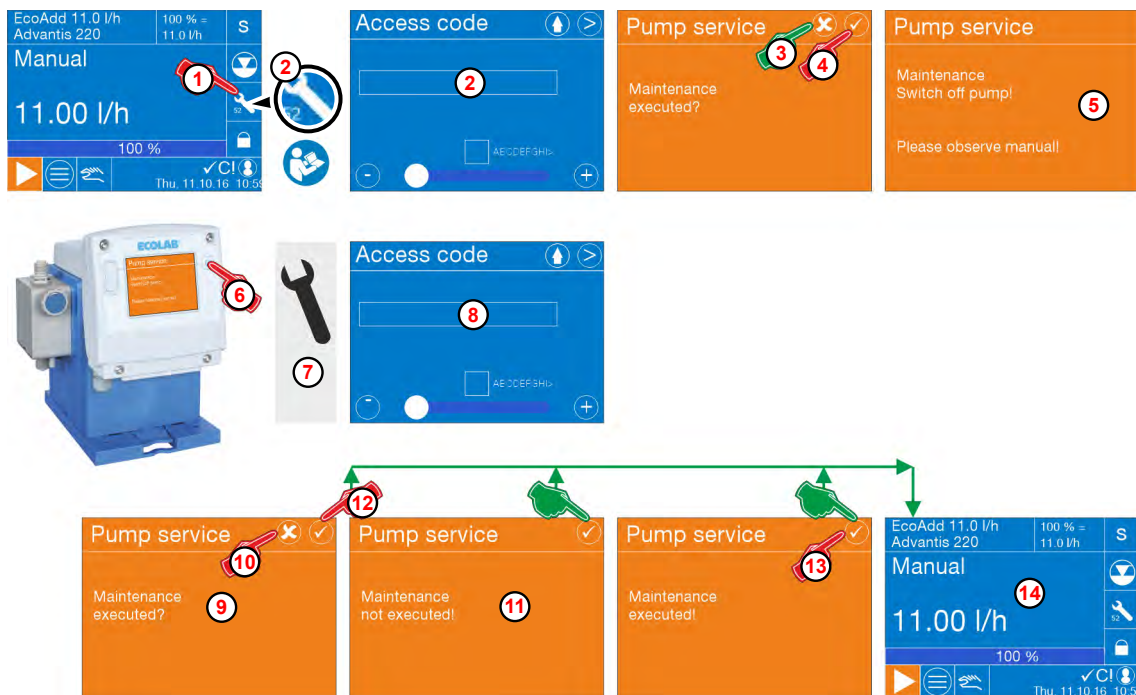 EcoAdd 11.0 l/h
Advantis 220
100 % =
11.0 l/h
S
Manual
1
52
11.00 l/h
100 %
✓C!
Thu, 11.10.16 10:59
2
52
Access code
>
2
ABCDEFGHI>
-
+
Pump service
3
4
Maintenance
executed?
Pump service
Maintenance
Switch off pump!
5
Please observe manual!
ECOLAB
Pump service
6
7
Access code
>
8
ABCDEFGHI>
-
+
12
Pump service
10
Maintenance
executed?
9
Pump service
Maintenance
not executed!
11
Pump service
13
Maintenance
executed!
EcoAdd 11.0 l/h
Advantis 220
100 % =
11.0 l/h
S
Manual
14
52
11.00 l/h
100 %
✓C!
Thu, 11.10.16